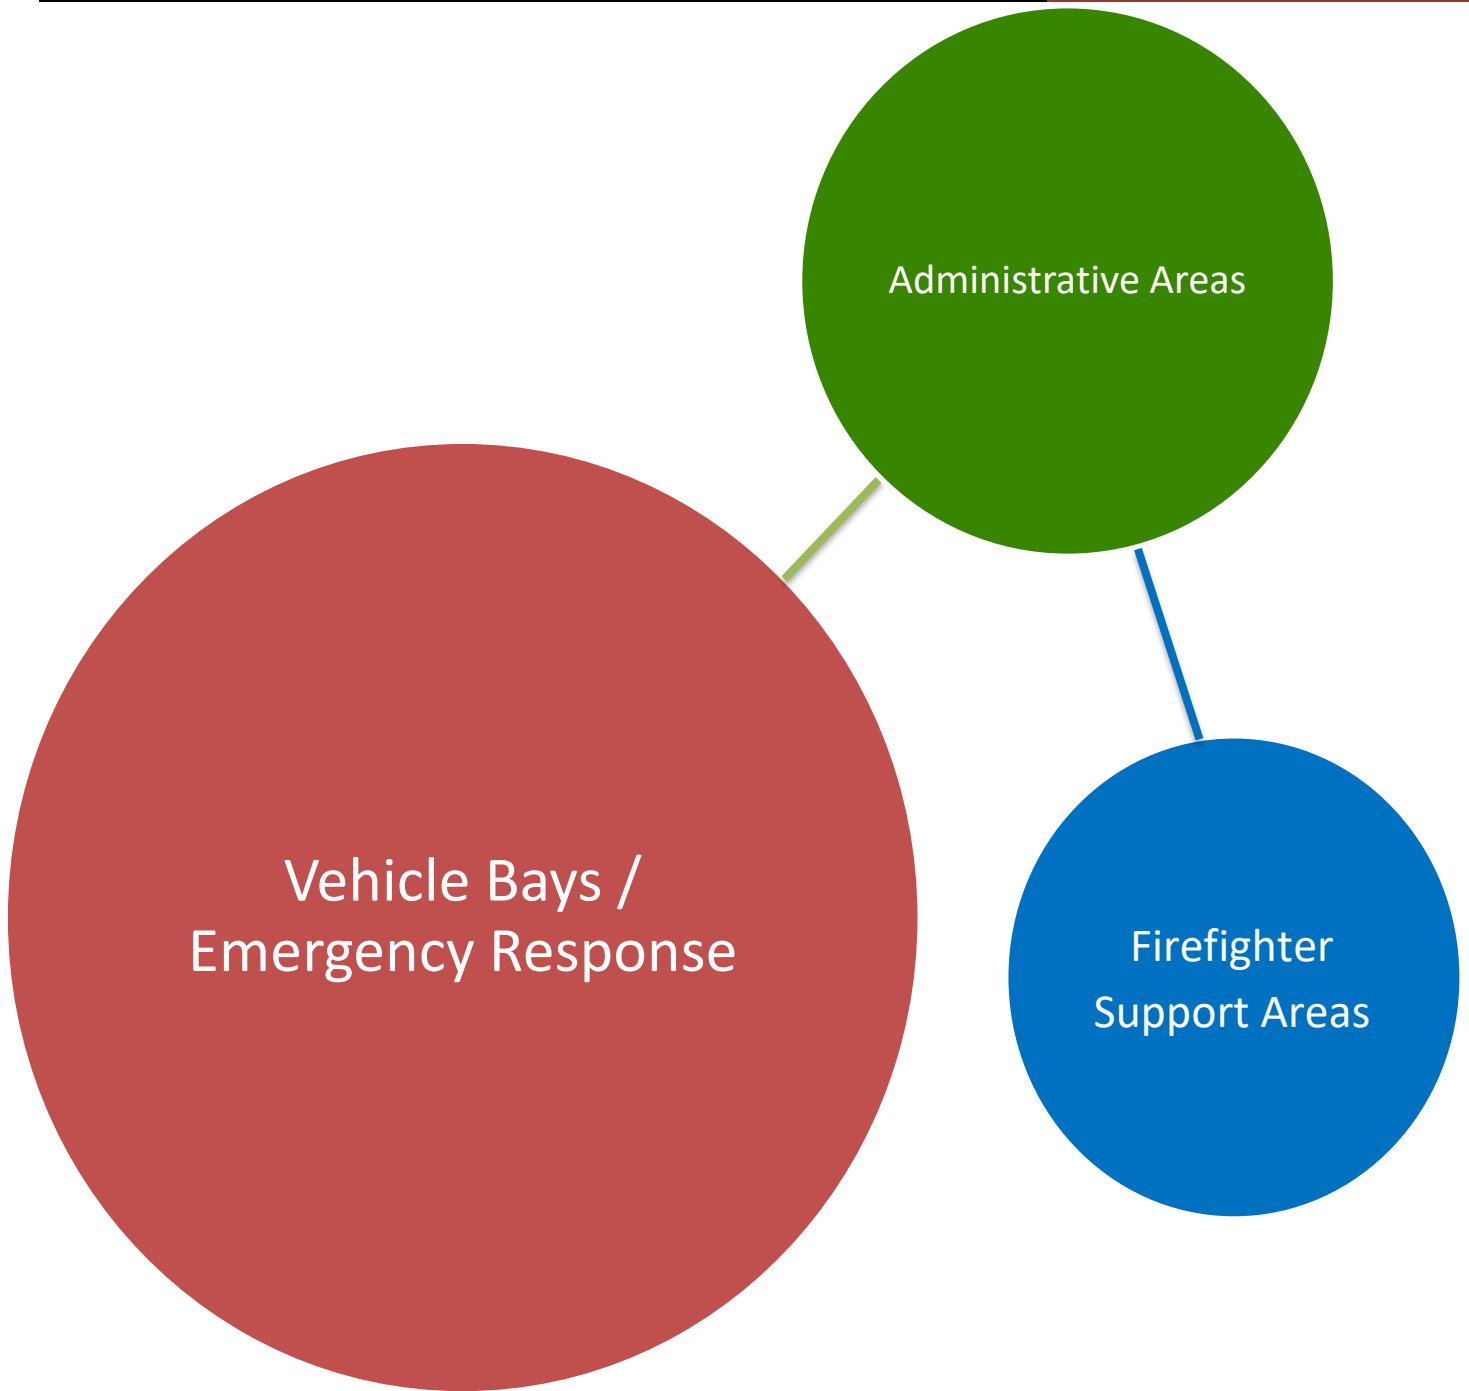 Administrative Areas
Vehicle Bays /
Emergency Response
Firefighter
Support Areas